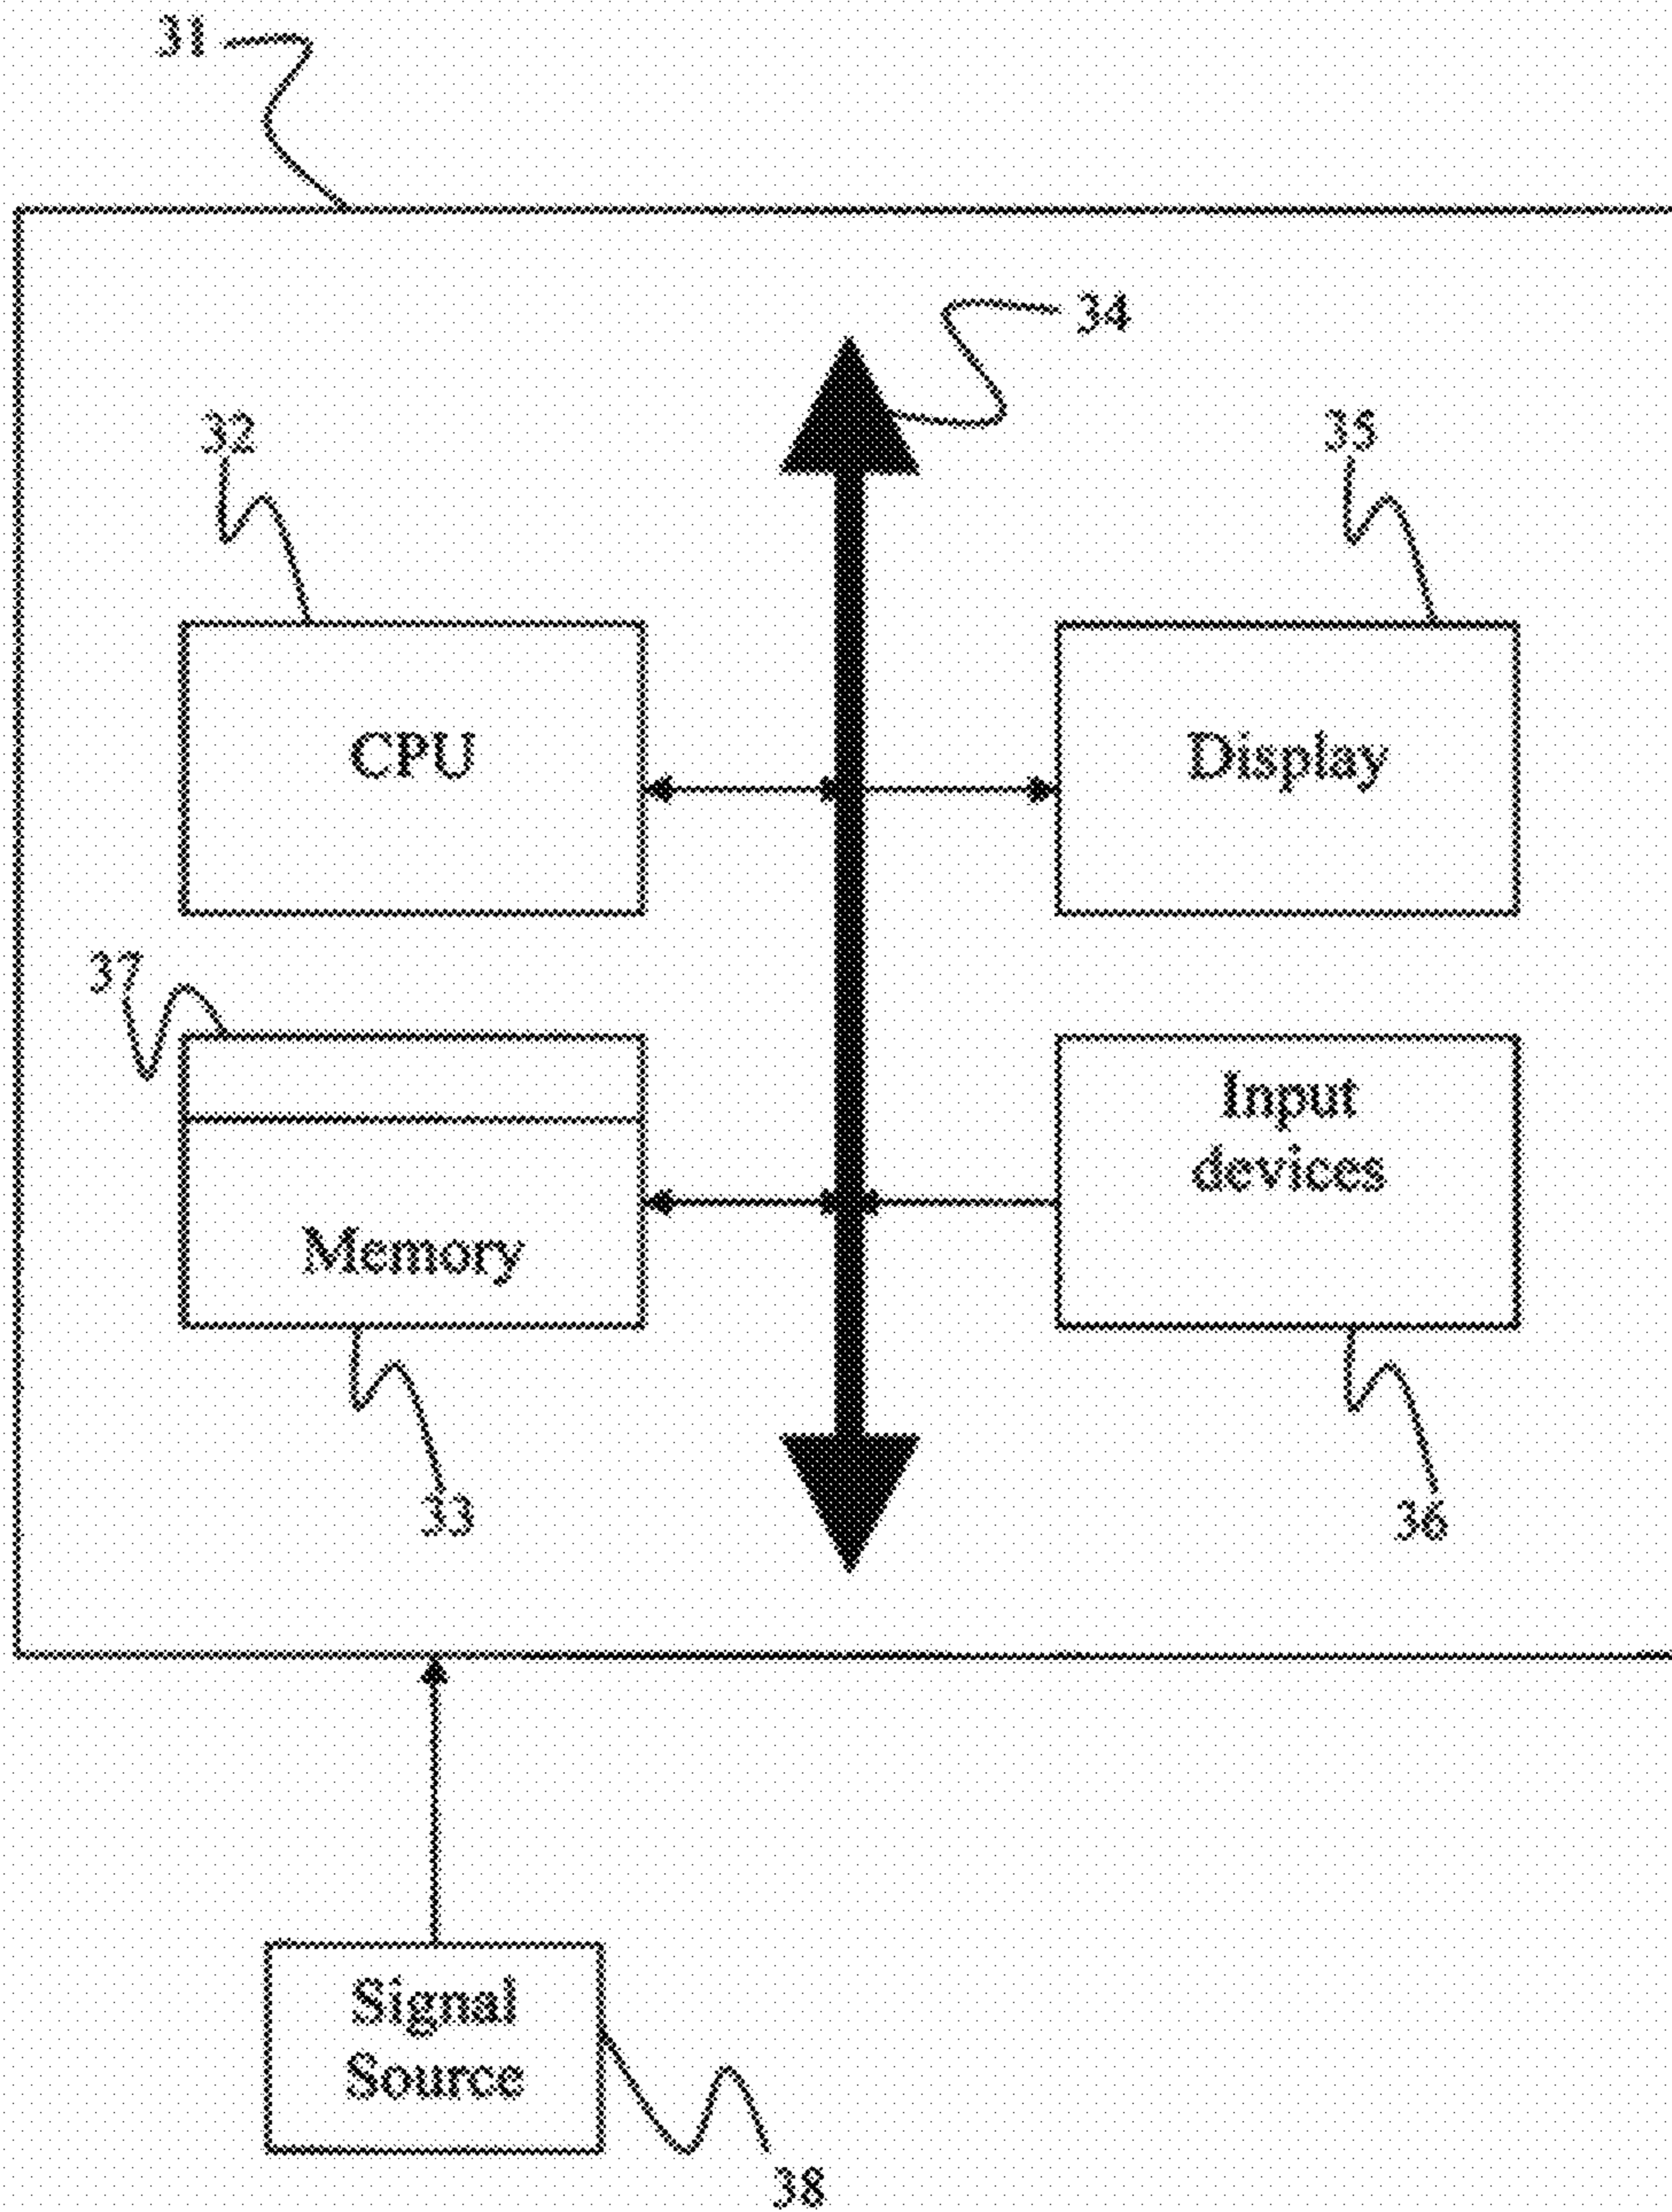 31
34
32
35
CPU
Display
37
Input
devices
Memory
33
36
Signal
Source
38